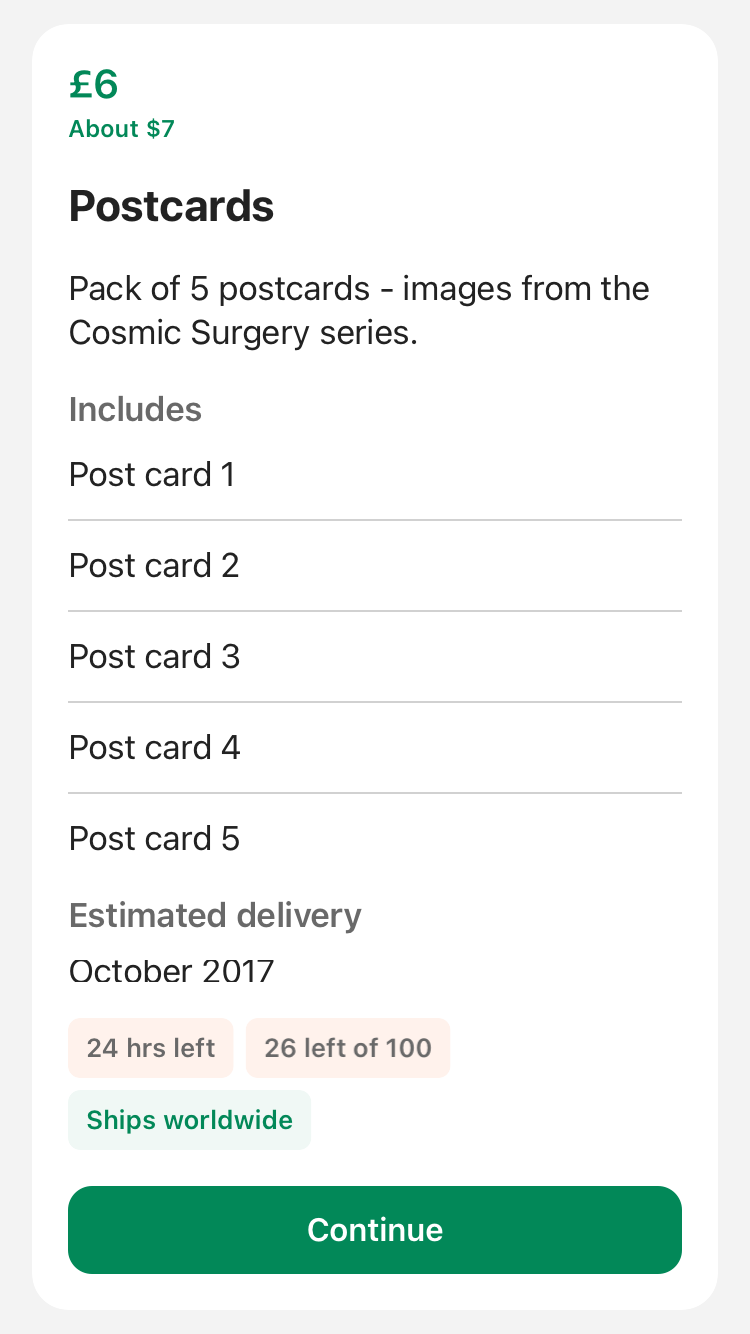 £6
About $7
Postcards
Pack of 5 postcards - images from the
Cosmic Surgery series.
Includes
Post card 1
Post card 2
Post card 3
Post card 4
Post card 5
Estimated delivery
October 2017
24 hrs left
26 left of 100
Ships worldwide
Continue